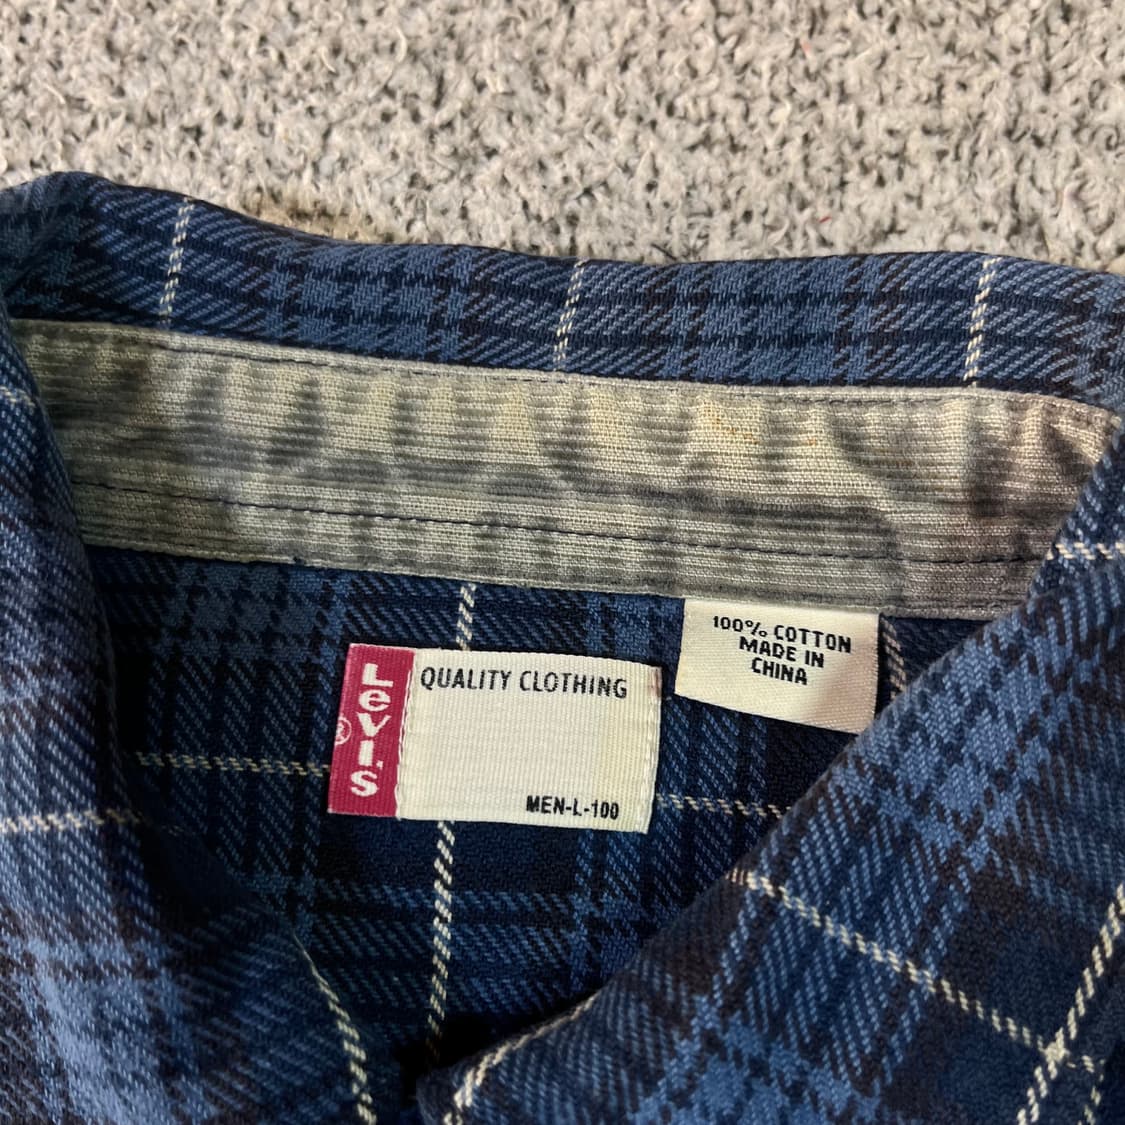 Levi's
®
QUALITY CLOTHING
MEN-L-100
100% COTTON
MADE IN
CHINA